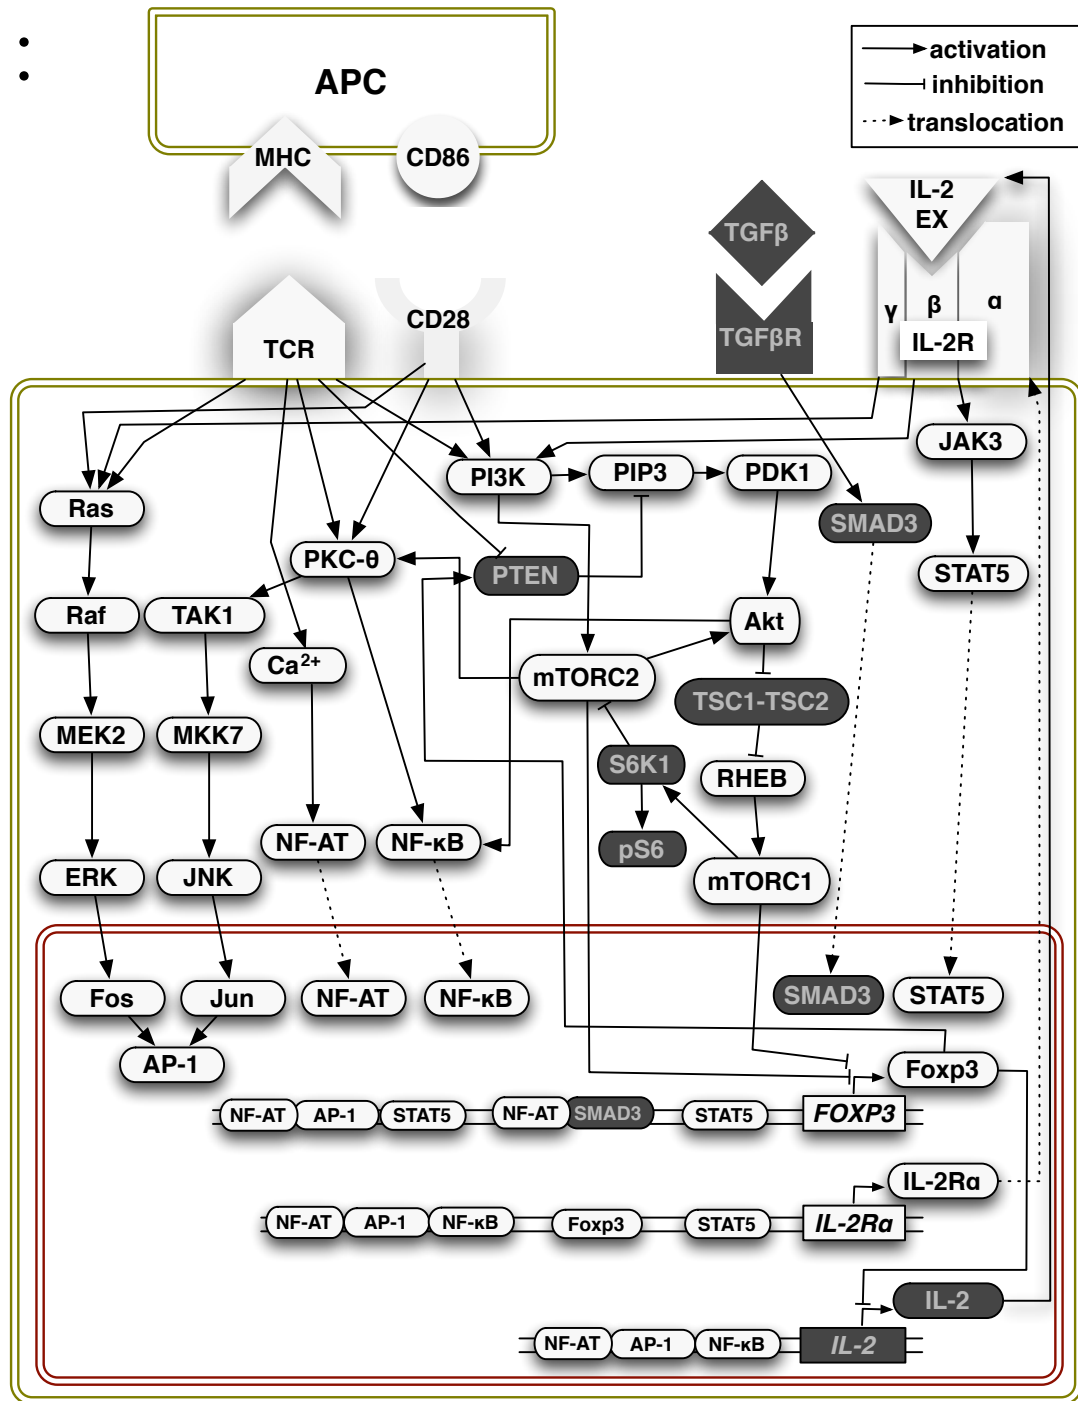 •
•
APC
MHC
CD86
activation
inhibition
translocation
IL-2
EX
TGFβ
γ
β
α
IL-2R
TGFβR
TCR
CD28
JAK3
PI3K
PIP3
PDK1
Ras
SMAD3
PKC-θ
PTEN
STAT5
Raf
TAK1
Akt
Ca2+
mTORC2
TSC1-TSC2
MEK2
MKK7
S6K1
RHEB
NF-AT
NF-κB
pS6
ERK
JNK
mTORC1
Fos
Jun
NF-AT
NF-κB
SMAD3
STAT5
AP-1
Foxp3
NF-AT
AP-1
STAT5
NF-AT
SMAD3
STAT5
FOXP3
IL-2Rα
NF-AT
AP-1
NF-κB
Foxp3
STAT5
IL-2Rα
IL-2
NF-AT
AP-1
NF-κB
IL-2